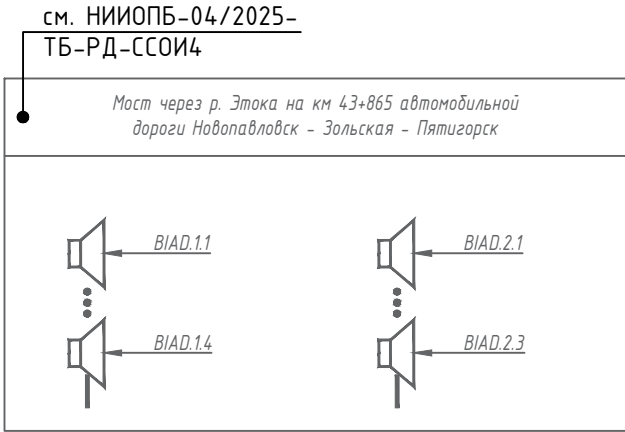 см. НИИОПБ-04/2025-
ТБ-РД-ССОИ4
Мост через р. Этока на км 43+865 автомобильной
дороги Новопавловск - Зольская - Пятигорск
BIAD.1.1
BIAD.2.1
BIAD.1.4
BIAD.2.3